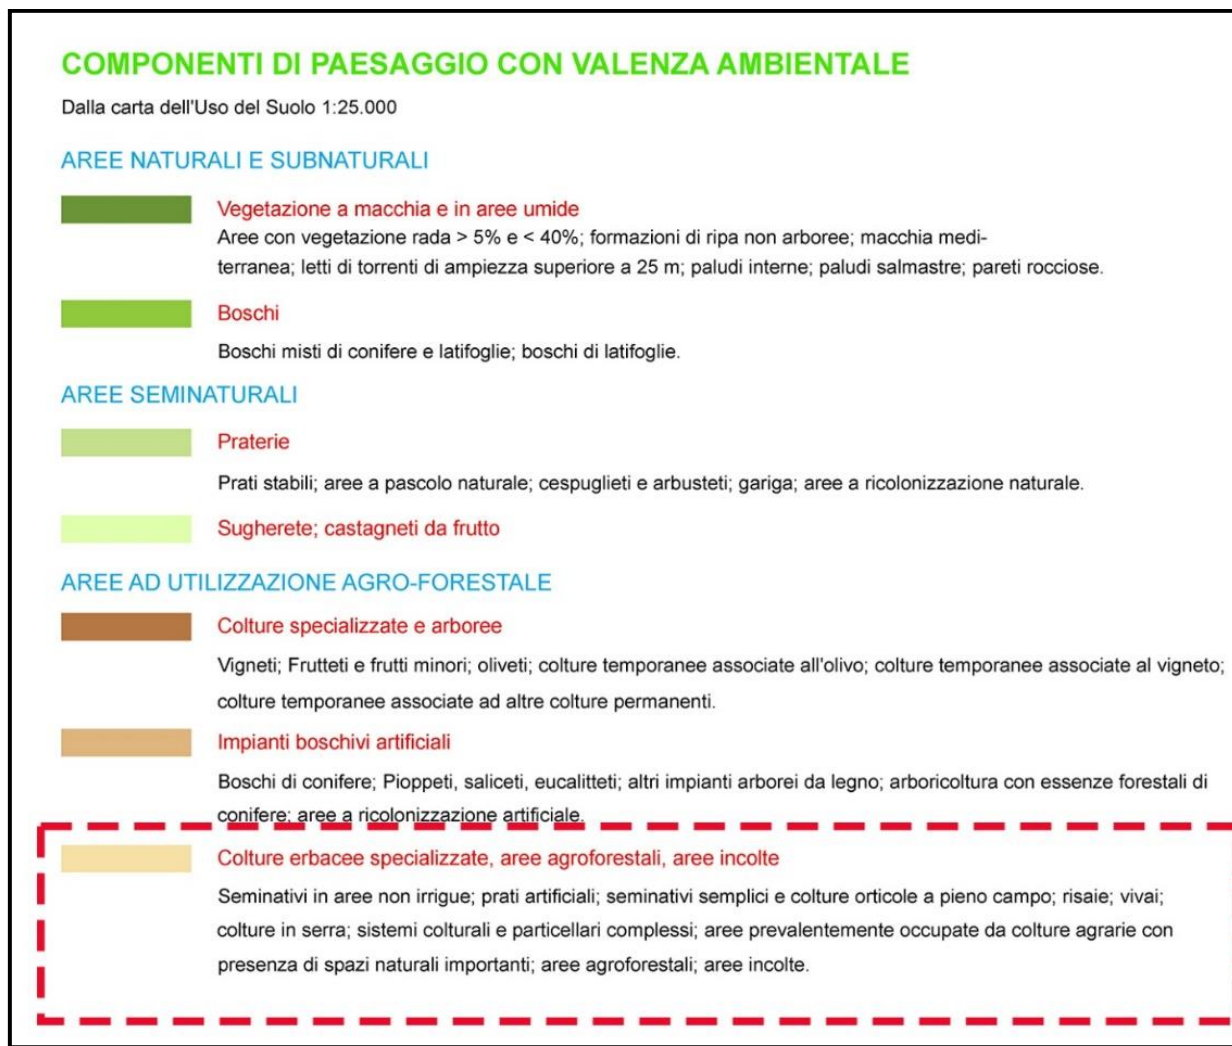 COMPONENTI DI PAESAGGIO CON VALENZA AMBIENTALE
Dalla carta dell'Uso del Suolo 1:25.000
AREE NATURALI E SUBNATURALI
Vegetazione a macchia e in aree umide
Aree con vegetazione rada > 5% e < 40%; formazioni di ripa non arboree; macchia medi-
terranea; letti di torrenti di ampiezza superiore a 25 m; paludi interne; paludi salmastre; pareti rocciose.
Boschi
Boschi misti di conifere e latifoglie; boschi di latifoglie.
AREE SEMINATURALI
Praterie
Prati stabili; aree a pascolo naturale; cespuglieti e arbusteti; gariga; aree a ricolonizzazione naturale.
Sugherete; castagneti da frutto
AREE AD UTILIZZAZIONE AGRO-FORESTALE
Colture specializzate e arboree
Vigneti; Frutteti e frutti minori; oliveti; colture temporanee associate all'olivo; colture temporanee associate al vigneto;
colture temporanee associate ad altre colture permanenti.
Impianti boschivi artificiali
Boschi di conifere; Pioppeti, saliceti, eucalitteti; altri impianti arborei da legno; arboricoltura con essenze forestali di
conifere; aree a ricolonizzazione artificiale.
Colture erbacee specializzate, aree agroforestali, aree incolte
Seminativi in aree non irrigue; prati artificiali; seminativi semplici e colture orticole a pieno campo; risaie; vivai;
colture in serra; sistemi colturali e particellari complessi; aree prevalentemente occupate da colture agrarie con
presenza di spazi naturali importanti; aree agroforestali; aree incolte.